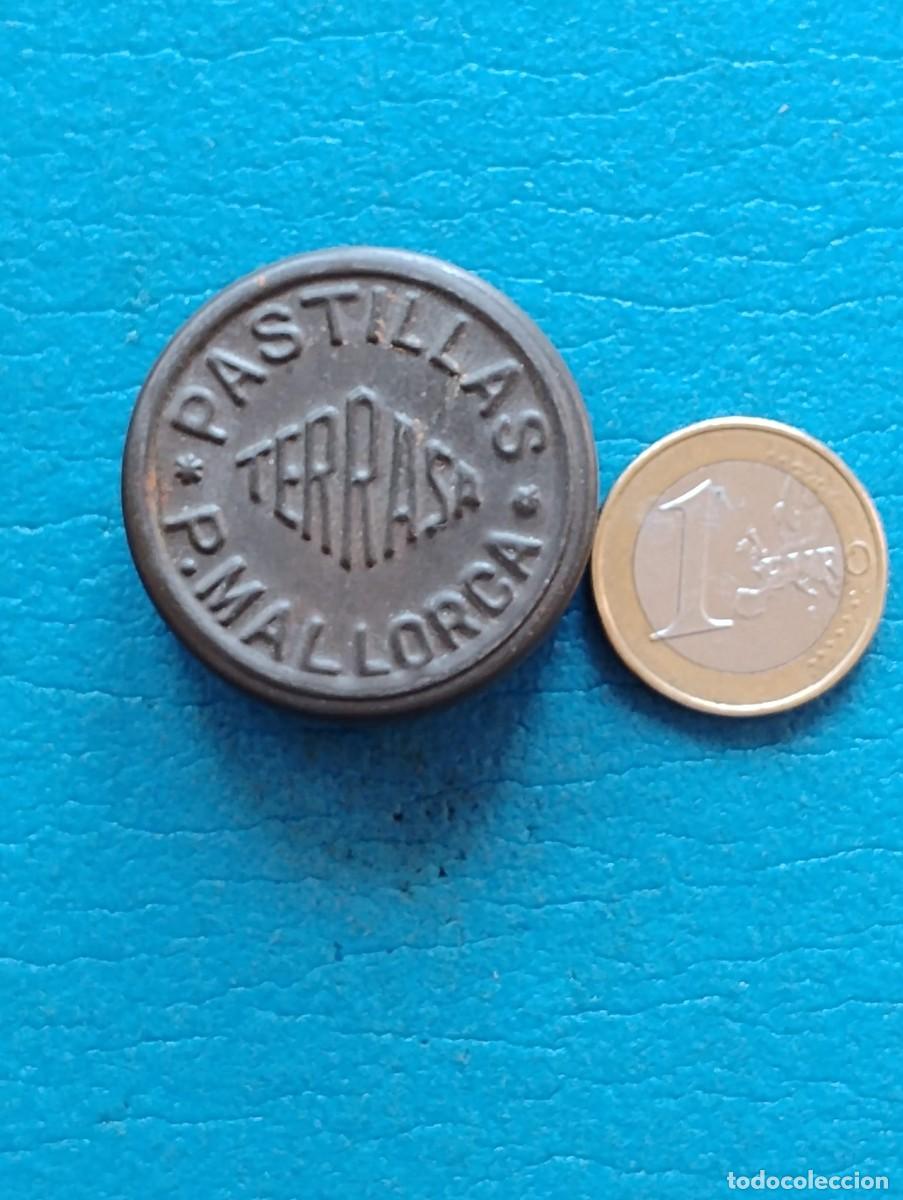 PASTILLAS
TERRASA
* P.MALLORCA *
1
todocoleccion